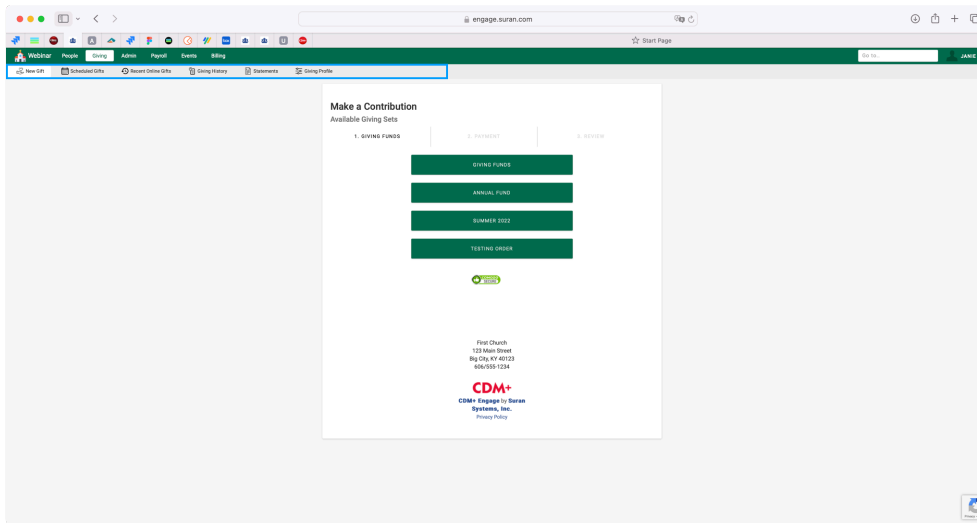 engage.suran.com
Start Page
Webinar People Giving Admin Payroll Events Billing
Go to...
JANIE
New Gift Scheduled Gifts Recent Online Gifts Giving History Statements Giving Profile
Make a Contribution
Available Giving Sets
1. GIVING FUNDS 2. PAYMENT 3. REVIEW
GIVING FUNDS
ANNUAL FUND
SUMMER 2022
TESTING ORDER
First Church
123 Main Street
Big City, KY 40123
606/555-1234
CDM+
CDM+ Engage by Suran
Systems, Inc.
Privacy Policy